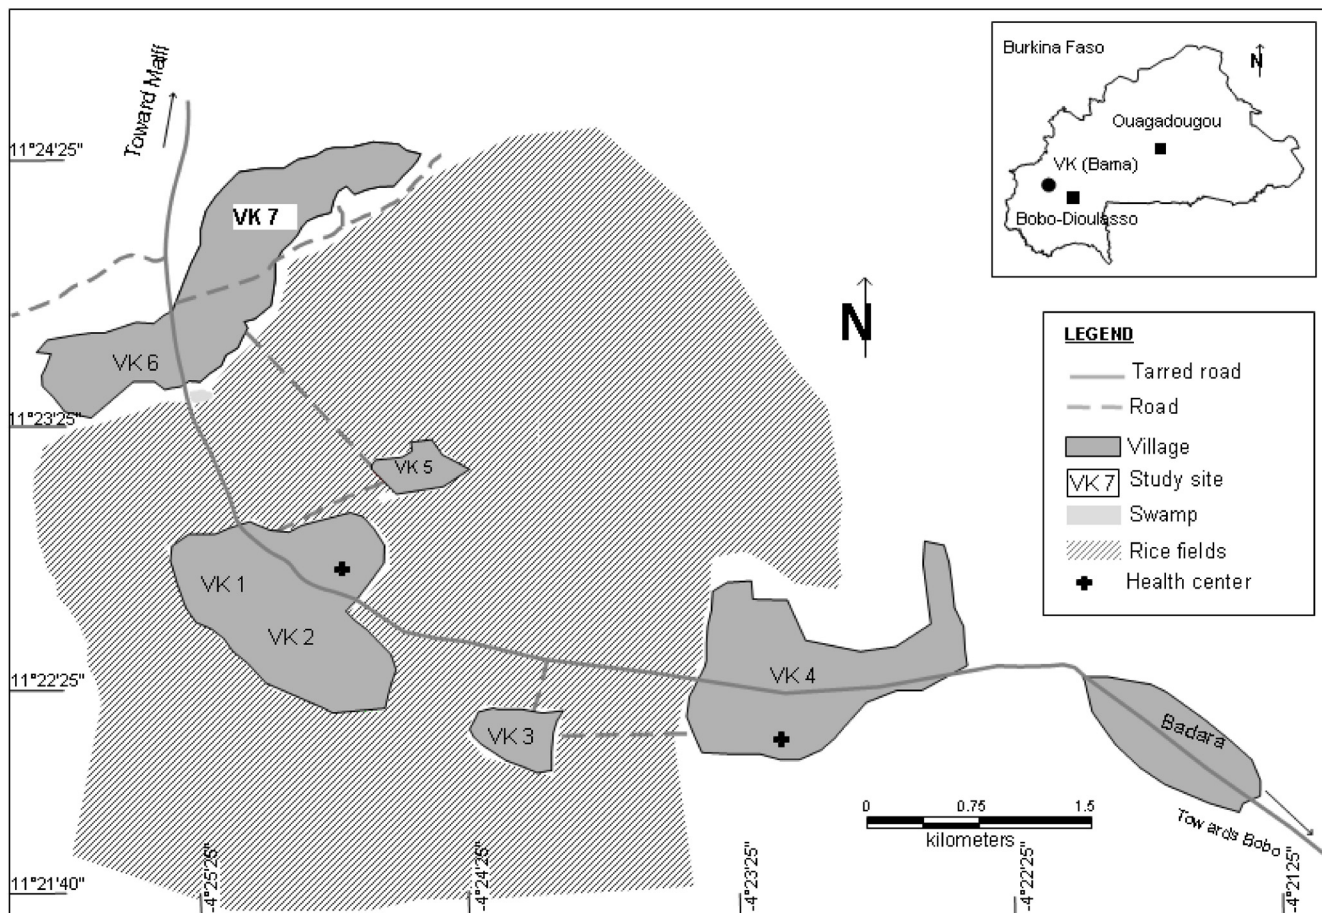 Toward Malff
11°24'25"
VK 7
VK 6
11°23'25"
VK 5
VK 1
VK 2
VK 4
11°22'25"
VK 3
Badara
0 0.75 1.5
kilometers
Towards Bobo
11°21'40"
-4°25'25"
-4°24'25"
-4°23'25"
-4°22'25"
-4°21'25"
N
Burkina Faso
N
Ouagadougou
VK (Bama)
Bobo-Dioulasso
LEGEND
Tarred road
Road
Village
VK 7 Study site
Swamp
Rice fields
Health center